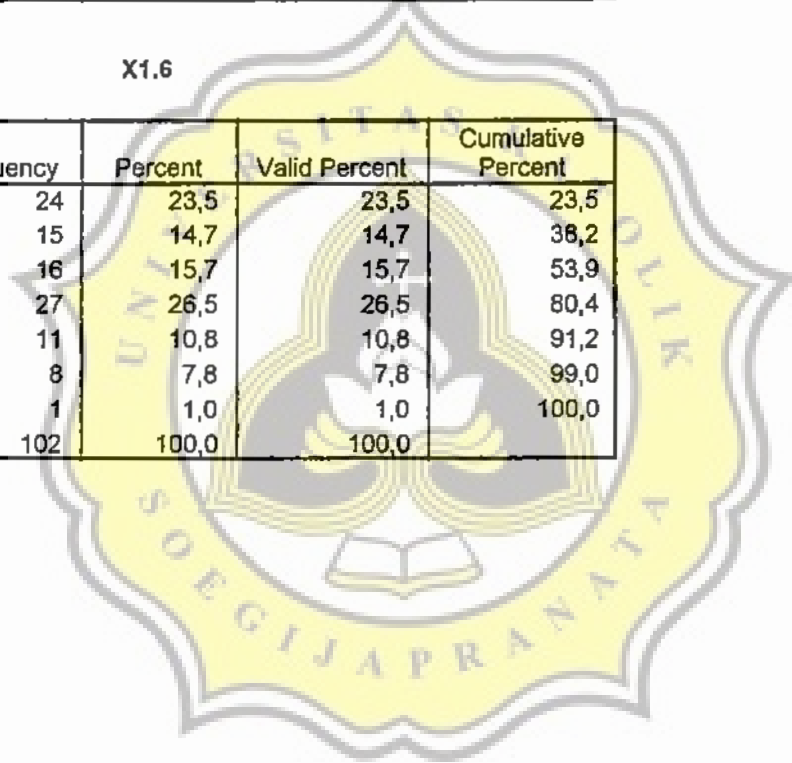 X1.6
uency Percent Valid Percent Cumulative Percent
24 23,5 23,5 23,5
15 14,7 14,7 38,2
16 15,7 15,7 53,9
27 26,5 26,5 80,4
11 10,8 10,8 91,2
8 7,8 7,8 99,0
1 1,0 1,0 100,0
102 100,0 100,0
UNIVERSITAS K OLIK
SOEGIJAPRANATA